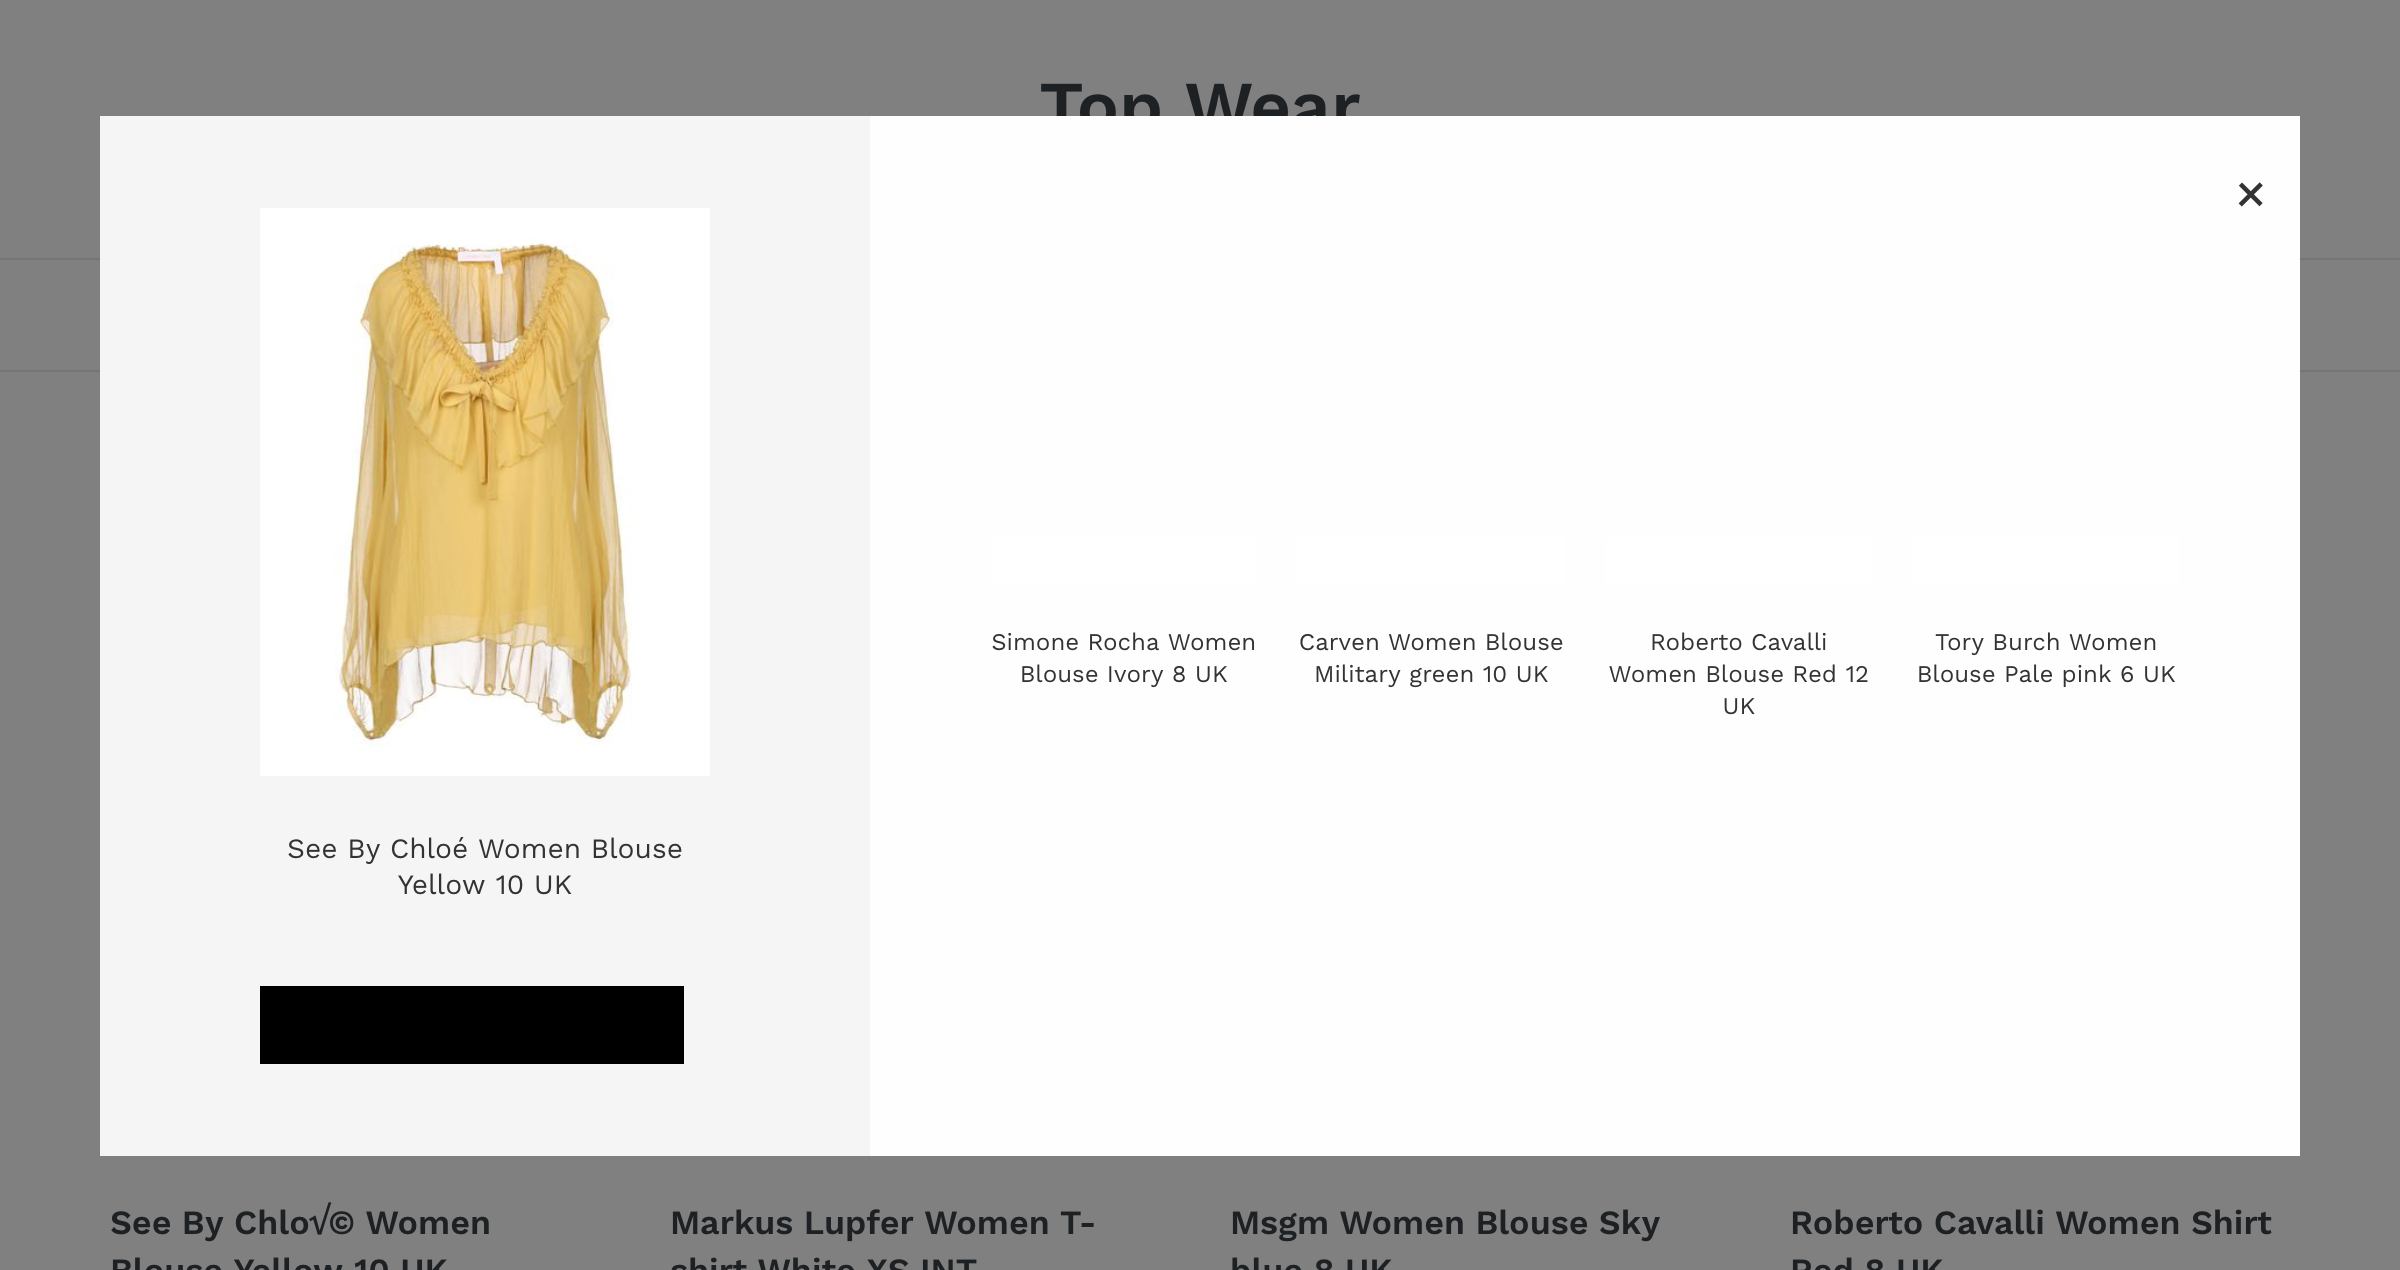 Top Wear
×
See By Chloé Women Blouse
Yellow 10 UK
Simone Rocha Women
Blouse Ivory 8 UK
Carven Women Blouse
Military green 10 UK
Roberto Cavalli
Women Blouse Red 12
UK
Tory Burch Women
Blouse Pale pink 6 UK
See By Chlo√© Women
Blouse Yellow 10 UK
Markus Lupfer Women T-
shirt White XS INT
Msgm Women Blouse Sky
blue 8 UK
Roberto Cavalli Women Shirt
Red 8 UK